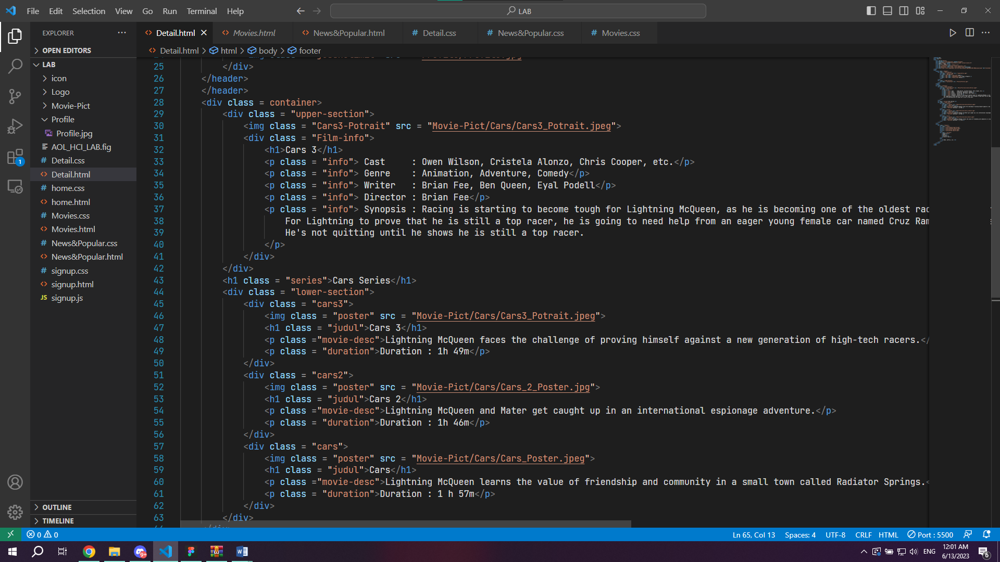 File Edit Selection View Go Run Terminal Help
LAB
EXPLORER
Detail.html
Movies.html
News&Popular.html
Detail.css
News&Popular.css
Movies.css
OPEN EDITORS
LAB
icon
Logo
Movie-Pict
Profile
Profile.jpg
AOL_HCI_LAB.fig
Detail.css
Detail.html
home.css
home.html
Movies.css
Movies.html
News&Popular.css
News&Popular.html
signup.css
signup.html
JS signup.js
OUTLINE
TIMELINE
1
Detail.html > html > body > footer
25 </div>
26 </header>
27 </header>
28 <div class = container>
29 <div class = "upper-section">
30 <img class = "Cars3-Potrait" src = "Movie-Pict/Cars/Cars3_Potrait.jpeg">
31 <div class = "Film-info">
32 <h1>Cars 3</h1>
33 <p class = "info"> Cast     : Owen Wilson, Cristela Alonzo, Chris Cooper, etc.</p>
34 <p class = "info"> Genre    : Animation, Adventure, Comedy</p>
35 <p class = "info"> Writer   : Brian Fee, Ben Queen, Eyal Podell</p>
36 <p class = "info"> Director : Brian Fee</p>
37 <p class = "info"> Synopsis : Racing is starting to become tough for Lightning McQueen, as he is becoming one of the oldest rac
38 For Lightning to prove that he is still a top racer, he is going to need help from an eager young female car named Cruz Ram
39 He's not quitting until he shows he is still a top racer.
40 </p>
41 </div>
42 </div>
43 <h1 class = "series">Cars Series</h1>
44 <div class = "lower-section">
45 <div class = "cars3">
46 <img class = "poster" src = "Movie-Pict/Cars/Cars3_Potrait.jpeg">
47 <h1 class = "judul">Cars 3</h1>
48 <p class ="movie-desc">Lightning McQueen faces the challenge of proving himself against a new generation of high-tech racers.</
49 <p class = "duration">Duration : 1h 49m</p>
50 </div>
51 <div class = "cars2">
52 <img class = "poster" src = "Movie-Pict/Cars/Cars_2_Poster.jpg">
53 <h1 class = "judul">Cars 2</h1>
54 <p class ="movie-desc">Lightning McQueen and Mater get caught up in an international espionage adventure.</p>
55 <p class = "duration">Duration : 1h 46m</p>
56 </div>
57 <div class = "cars">
58 <img class = "poster" src = "Movie-Pict/Cars/Cars_Poster.jpeg">
59 <h1 class = "judul">Cars</h1>
60 <p class ="movie-desc">Lightning McQueen learns the value of friendship and community in a small town called Radiator Springs.<
61 <p class = "duration">Duration : 1 h 57m</p>
62 </div>
63 </div>
0 0
Ln 65, Col 13 Spaces: 4 UTF-8 CRLF HTML Port : 5500
9+
ENG
12:01 AM
6/13/2023
6